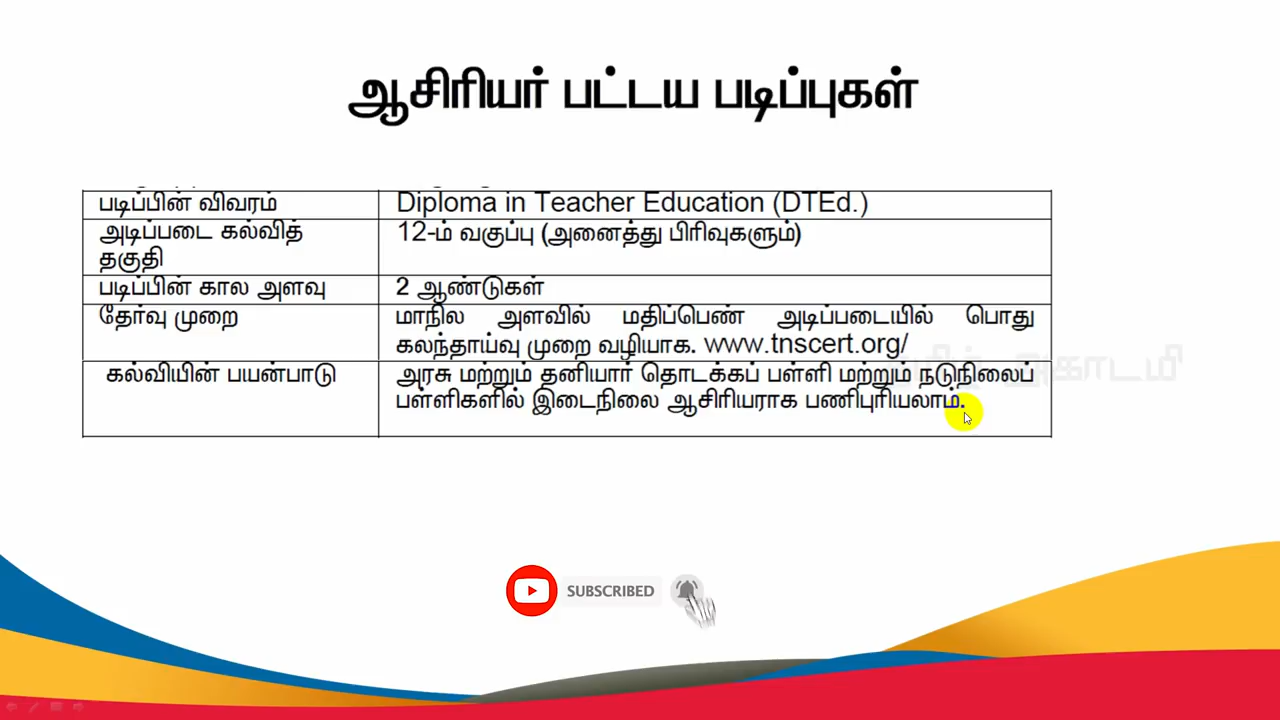 ஆசிரியர் பட்டய படிப்புகள்
படிப்பின் விவரம்
Diploma in Teacher Education (DTEd.)
அடிப்படை கல்வித்
தகுதி
12-ம் வகுப்பு (அனைத்து பிரிவுகளும்)
படிப்பின் கால அளவு
2 ஆண்டுகள்
தேர்வு முறை
மாநில அளவில் மதிப்பெண் அடிப்படையில் பொது
கலந்தாய்வு முறை வழியாக. www.tnscert.org/
கல்வியின் பயன்பாடு
அரசு மற்றும் தனியார் தொடக்கப் பள்ளி மற்றும் நடுநிலைப்
பள்ளிகளில் இடைநிலை ஆசிரியராக பணிபுரியலாம்.
அகாடமி
SUBSCRIBED